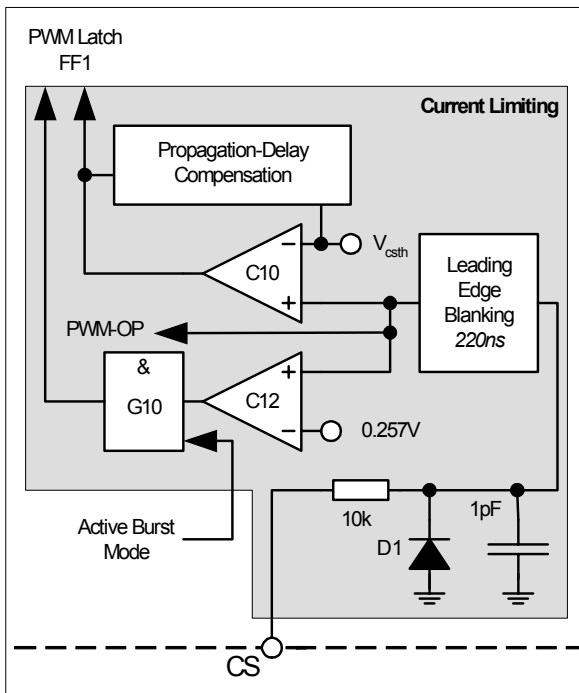 PWM Latch
FF1
Current Limiting
Propagation-Delay
Compensation
−
Vcsth
C10
+
Leading
Edge
Blanking
220ns
PWM-OP
&
G10
+
C12
−
0.257V
10k
1pF
D1
Active Burst
Mode
CS